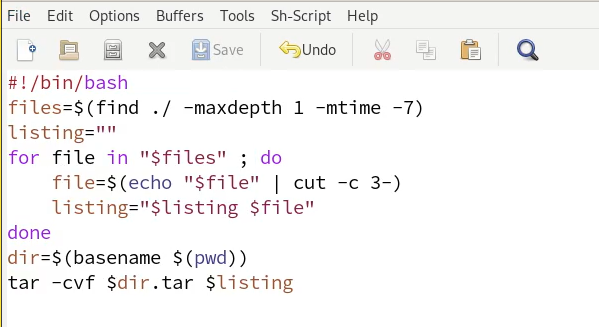 File Edit Options Buffers Tools Sh-Script Help
Save Undo
#!/bin/bash
files=$(find ./ -maxdepth 1 -mtime -7)
listing=""
for file in "$files" ; do
    file=$(echo "$file" | cut -c 3-)
    listing="$listing $file"
done
dir=$(basename $(pwd))
tar -cvf $dir.tar $listing